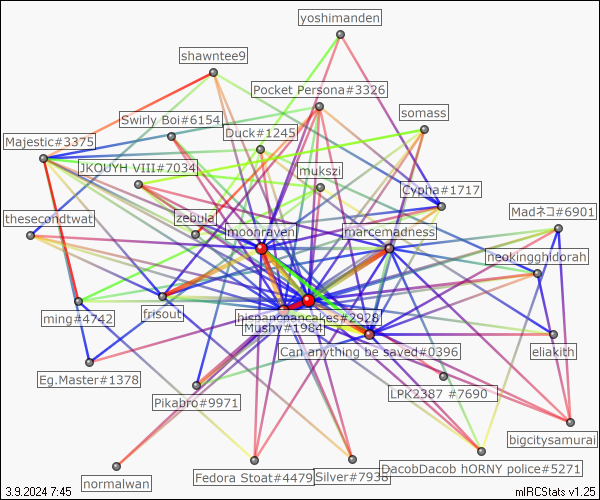 yoshimanden
shawntee9
Pocket Persona#3326
somass
Swirly Boi#6154
Duck#1245
Majestic#3375
JKOUYH VIII#7034
mukszi
Cypha#1717
Madネコ#6901
thesecondtwat
zebula
moonraven
marcemadness
neokingghidorah
frisout
ming#4742
hispanicpancakes#2928
Mushy#1984
Can anything be saved#0396
eliakith
Eg.Master#1378
Pikabro#9971
LPK2387 #7690
bigcitysamurai
DacobDacob hORNY police#5271
normalwan
Fedora Stoat#4479
Silver#7938
3.9.2024 7:45
mIRCStats v1.25